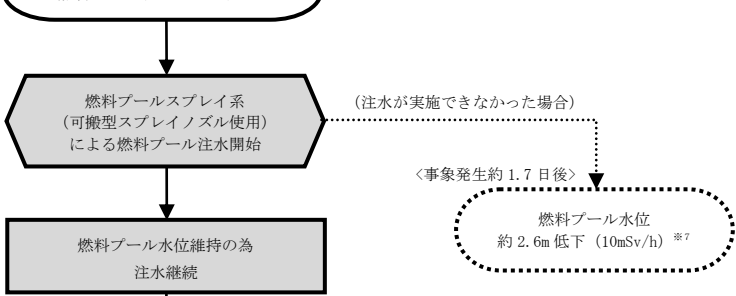 燃料プールスプレイ系
（可搬型スプレイノズル使用）
による燃料プール注水開始
（注水が実施できなかった場合）
＜事象発生約 1.7 日後＞
燃料プール水位
約 2.6m 低下（10mSv/h）※7
燃料プール水位維持の為
注水継続